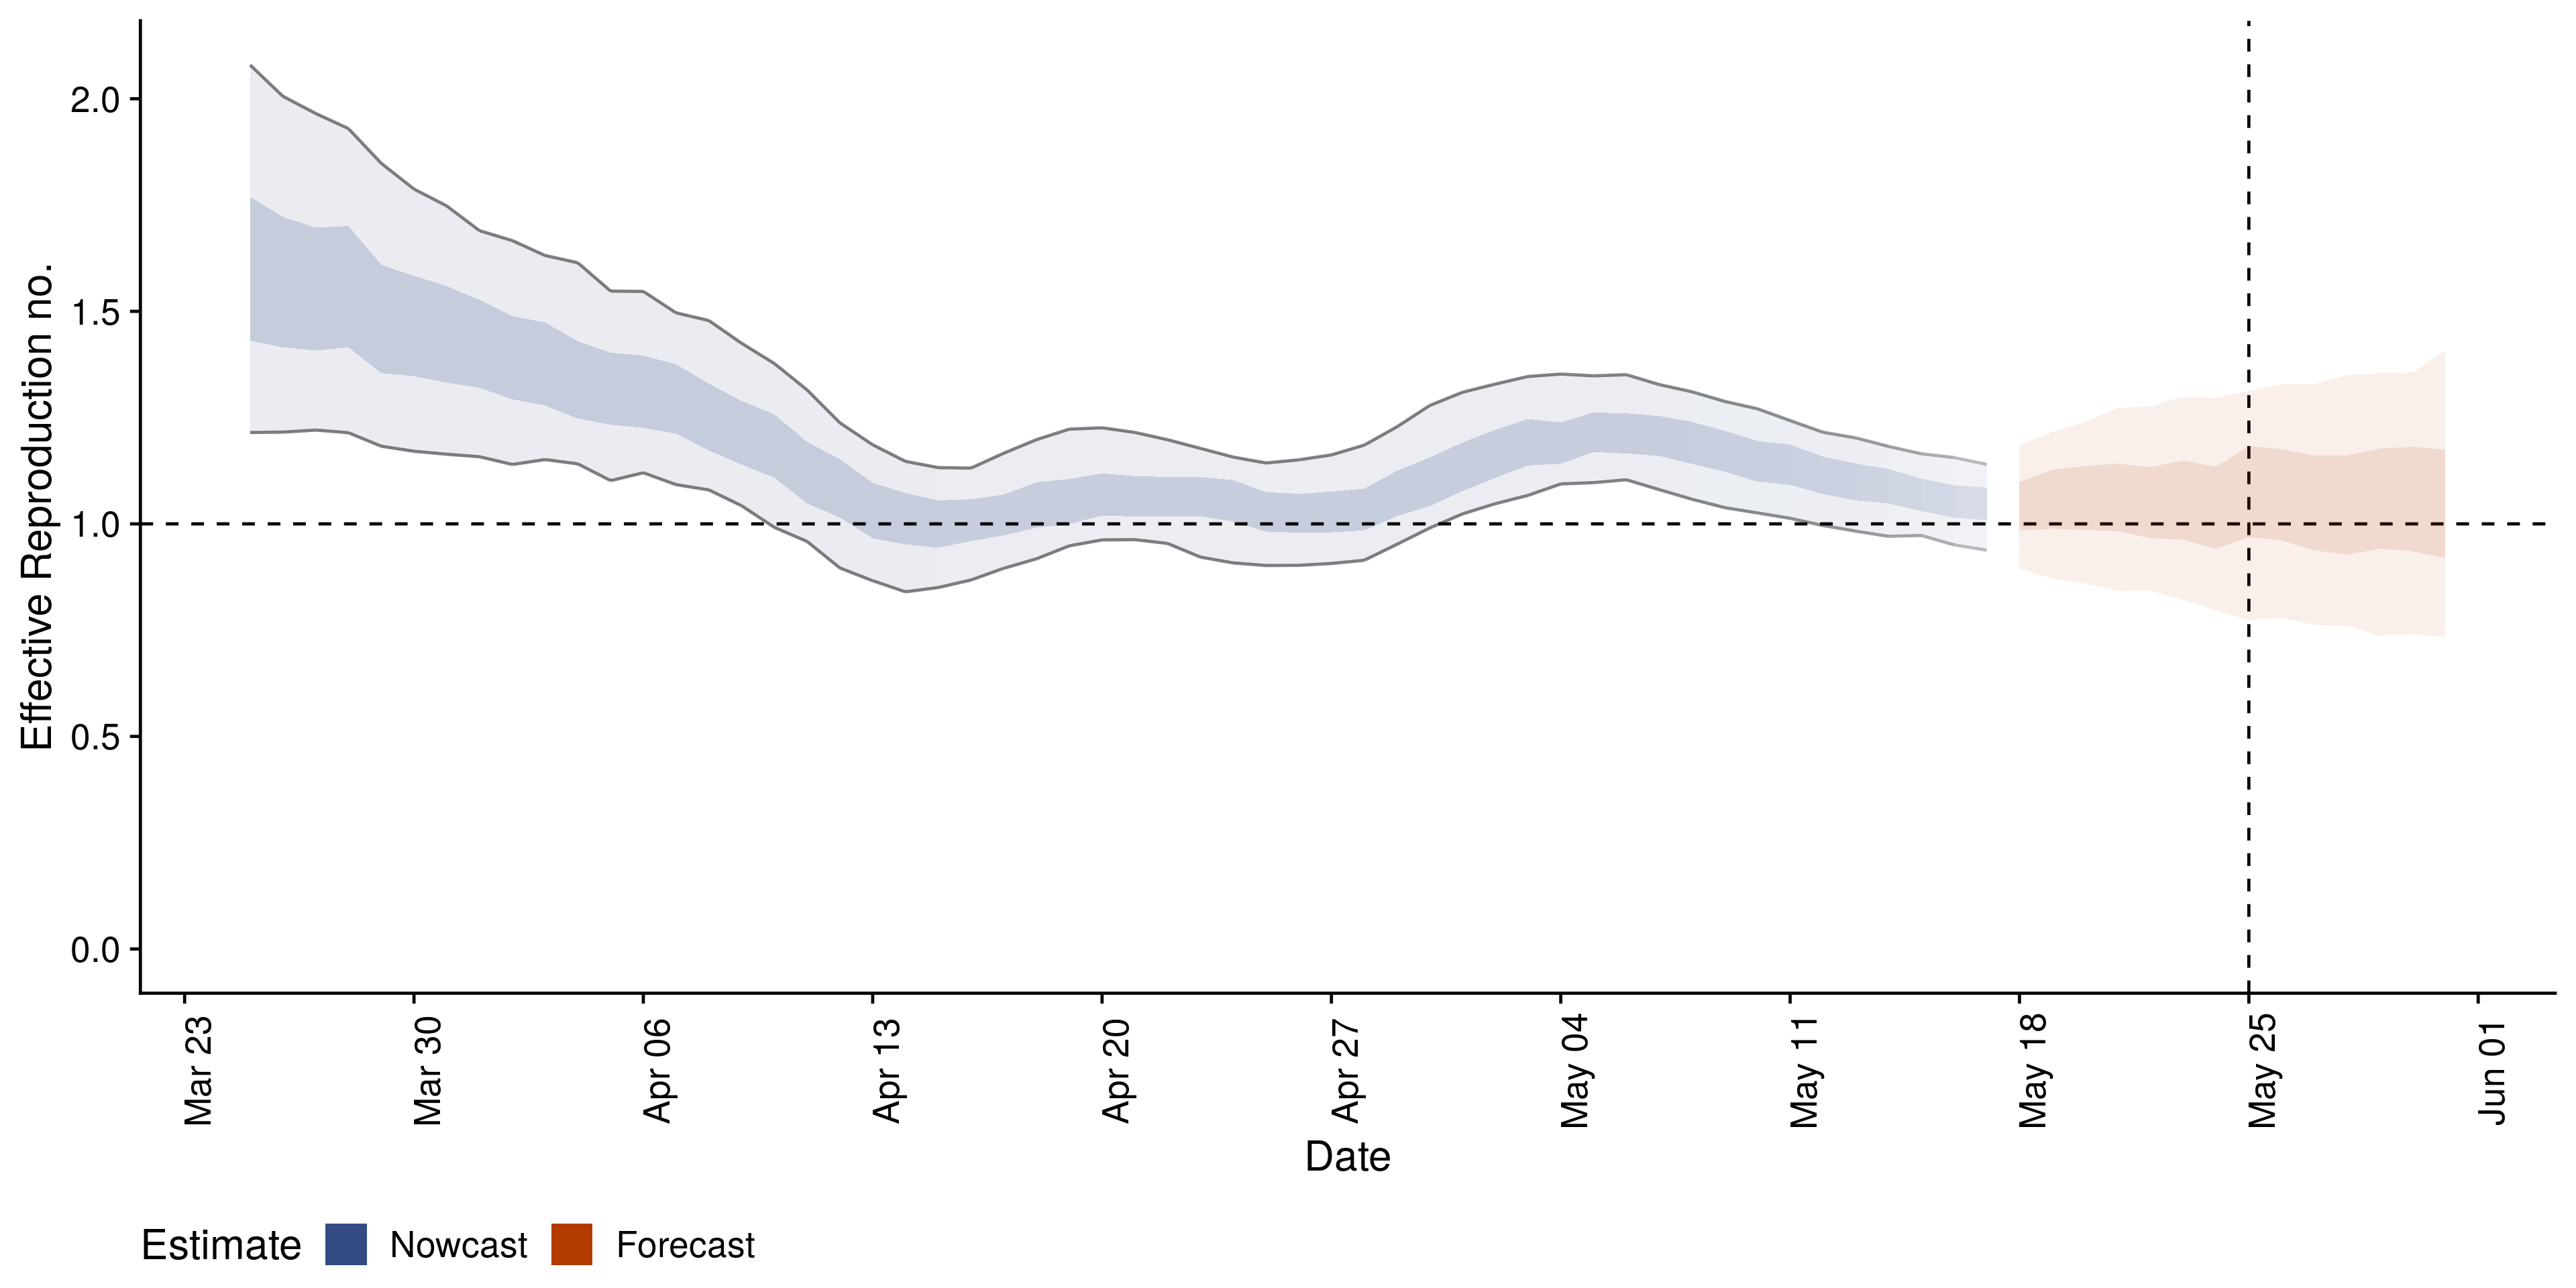 Effective Reproduction no.
2.0
1.5
1.0
0.5
0.0
Mar 23
Mar 30
Apr 06
Apr 13
Apr 20
Apr 27
May 04
May 11
May 18
May 25
Jun 01
Date
Estimate Nowcast Forecast